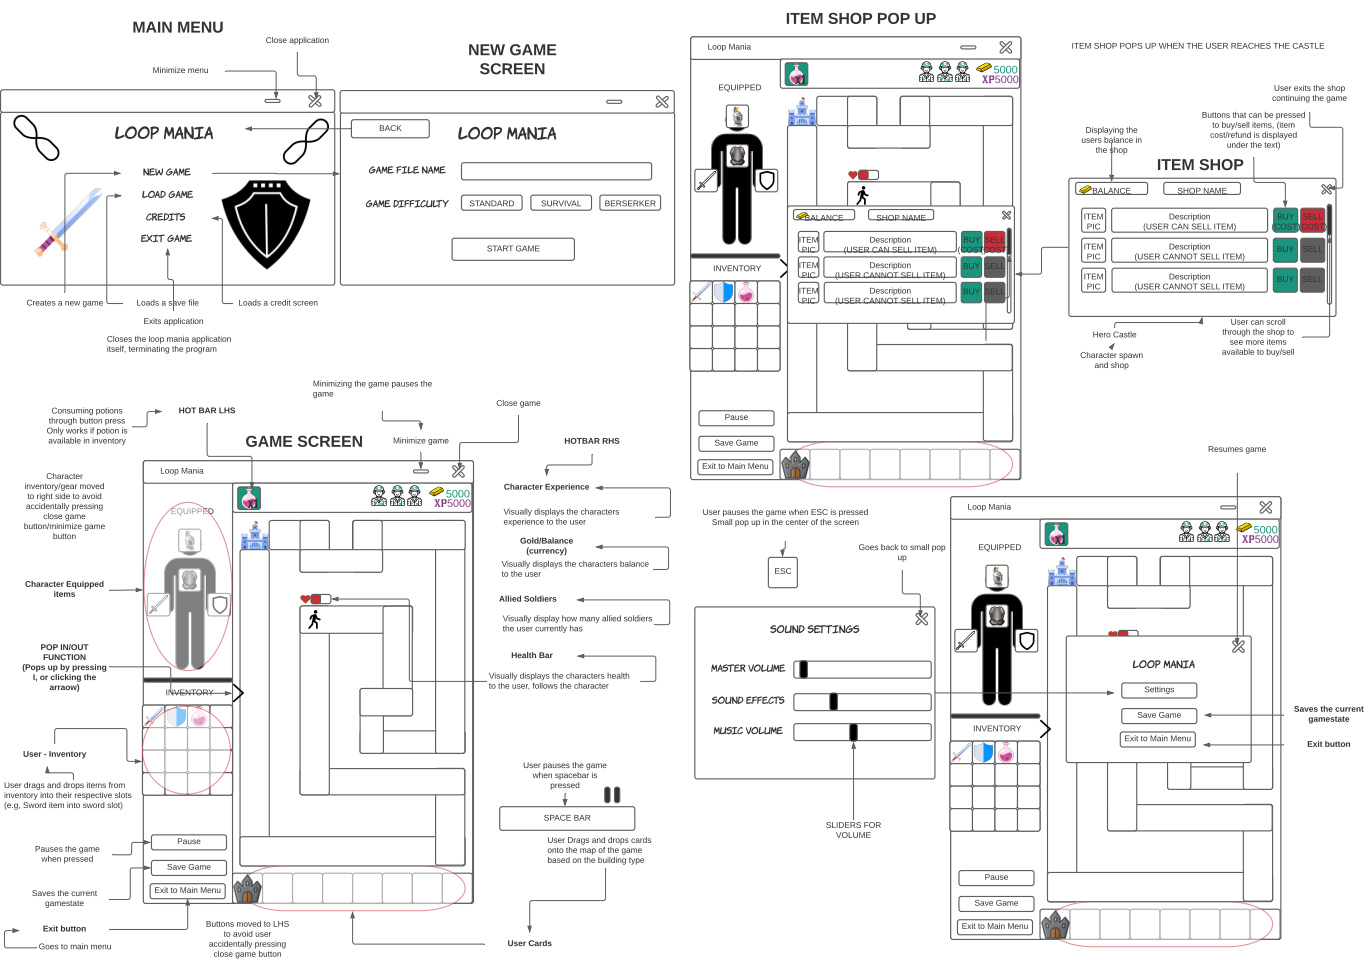 MAIN MENU
Close application
Minimize menu
LOOP MANIA
NEW GAME
LOAD GAME
CREDITS
EXIT GAME
Creates a new game
Loads a save file
Loads a credit screen
Exits application
Closes the loop mania application
itself, terminating the program
NEW GAME
SCREEN
BACK
LOOP MANIA
GAME FILE NAME
GAME DIFFICULTY
STANDARD
SURVIVAL
BERSERKER
START GAME
ITEM SHOP POP UP
Loop Mania
5000
XP5000
EQUIPPED
INVENTORY
BALANCE
SHOP NAME
ITEM
PIC
Description
(USER CAN SELL ITEM)
BUY
(COST)
SELL
(COST)
ITEM
PIC
Description
(USER CANNOT SELL ITEM)
BUY
SELL
ITEM
PIC
Description
(USER CANNOT SELL ITEM)
BUY
SELL
Pause
Save Game
Exit to Main Menu
ITEM SHOP POPS UP WHEN THE USER REACHES THE CASTLE
User exits the shop
continuing the game
Buttons that can be pressed
to buy/sell items, (item
cost/refund is displayed
under the text)
Displaying the
users balance in
the shop
ITEM SHOP
BALANCE
SHOP NAME
ITEM
PIC
Description
(USER CAN SELL ITEM)
BUY
(COST)
SELL
(COST)
ITEM
PIC
Description
(USER CANNOT SELL ITEM)
BUY
SELL
ITEM
PIC
Description
(USER CANNOT SELL ITEM)
BUY
SELL
Hero Castle
Character spawn
and shop
User can scroll
through the shop to
see more items
available to buy/sell
Minimizing the game pauses the
game
Consuming potions
through button press
Only works if potion is
available in inventory
HOT BAR LHS
GAME SCREEN
Minimize game
Close game
HOTBAR RHS
Loop Mania
5000
XP5000
Character
inventory/gear moved
to right side to avoid
accidentally pressing
close game
button/minimize game
button
EQUIPPED
Character Equipped
items
POP IN/OUT
FUNCTION
(Pops up by pressing
I, or clicking the
arraow)
INVENTORY
User - Inventory
User drags and drops items from
inventory into their respective slots
(e.g, Sword item into sword slot)
Pauses the game
when pressed
Pause
Save Game
Exit to Main Menu
Saves the current
gamestate
Exit button
Goes to main menu
Buttons moved to LHS
to avoid user
accidentally pressing
close game button
Character Experience
Visually displays the characters
experience to the user
Gold/Balance
(currency)
Visually displays the characters balance
to the user
Allied Soldiers
Visually display how many allied soldiers
the user currently has
Health Bar
Visually displays the characters health
to the user, follows the character
User pauses the game
when spacebar is
pressed
SPACE BAR
User Drags and drops cards
onto the map of the game
based on the building type
User Cards
User pauses the game when ESC is pressed
Small pop up in the center of the screen
ESC
Goes back to small pop
up
SOUND SETTINGS
MASTER VOLUME
SOUND EFFECTS
MUSIC VOLUME
SLIDERS FOR
VOLUME
Resumes game
Loop Mania
5000
XP5000
EQUIPPED
INVENTORY
LOOP MANIA
Settings
Save Game
Exit to Main Menu
Saves the current
gamestate
Exit button
Pause
Save Game
Exit to Main Menu